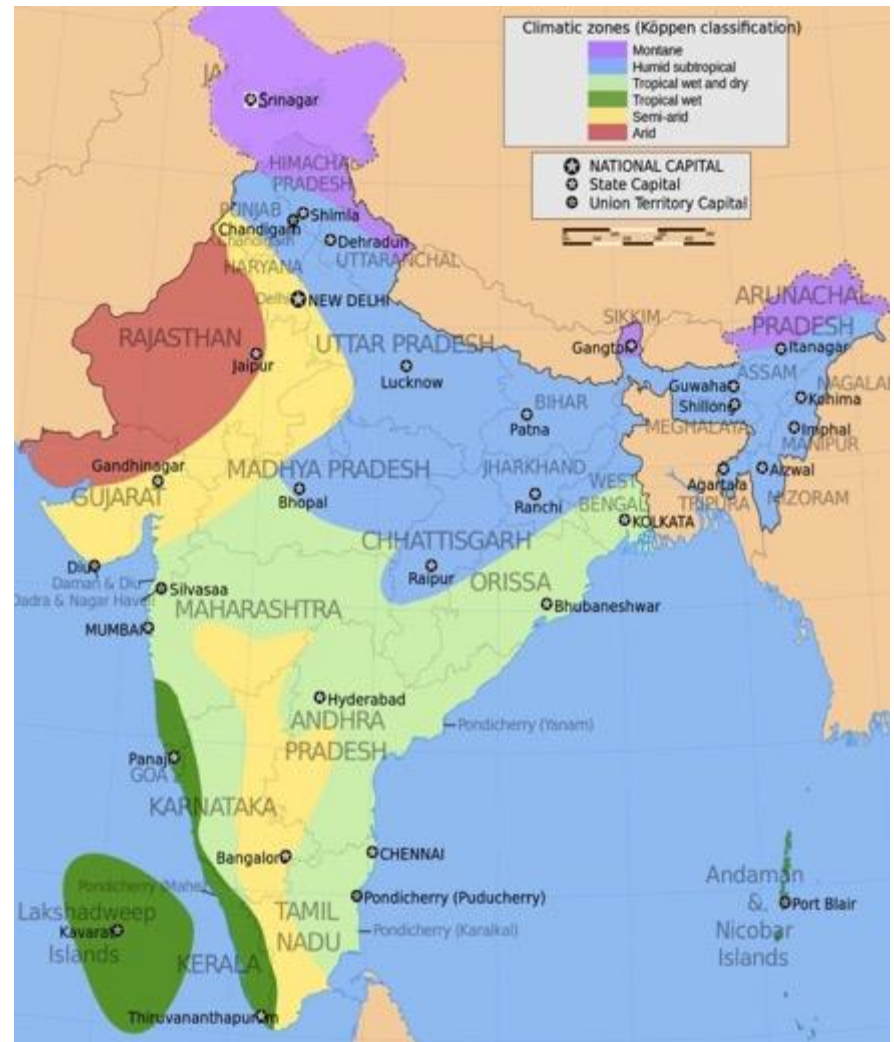 Climatic zones (Köppen classification)
Montane
Humid subtropical
Tropical wet and dry
Tropical wet
Semi-arid
Arid
NATIONAL CAPITAL
State Capital
Union Territory Capital
Srinagar
HIMACHAL
PRADESH
PUNJAB
Shimla
Chandigarh
Chandigarh
Dehradun
UTTARANCHAL
HARYANA
Delhi
NEW DELHI
ARUNACHAL
PRADESH
SIKKIM
RAJASTHAN
UTTAR PRADESH
Gangtok
Itanagar
Jaipur
Lucknow
ASSAM
NAGALAN
Guwaha
Kohima
BIHAR
Shillong
Patna
MEGHALAYA
Imphal
MANIPUR
Gandhinagar
MADHYA PRADESH
JHARKHAND
Aizwal
GUJARAT
WEST
BENGAL
Agartala
Bhopal
Ranchi
TRIPURA
MIZORAM
KOLKATA
CHHATTISGARH
Diu
Raipur
ORISSA
Daman & Diu
Silvasaa
Dadra & Nagar Haveli
MAHARASHTRA
Bhubaneshwar
MUMBAI
Hyderabad
ANDHRA
PRADESH
Pondicherry (Yanam)
Panaji
GOA
KARNATAKA
Bangalore
CHENNAI
Pondicherry (Mahe)
Pondicherry (Puducherry)
Andaman
&
Nicobar
Islands
Port Blair
Lakshadweep
Islands
Kavarati
TAMIL
NADU
Pondicherry (Karaikal)
KERALA
Thiruvananthapuram